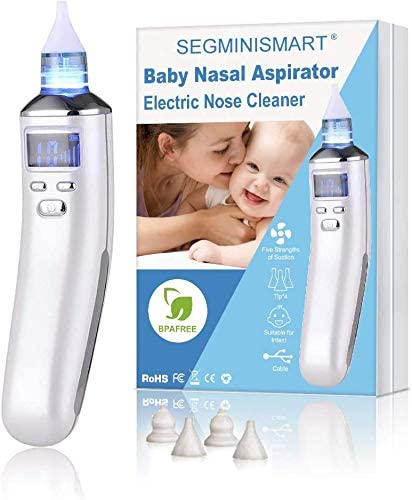 SEGMINISMART®
Baby Nasal Aspirator
Electric Nose Cleaner
Five Strengths
of Suction
Tip*4
Suitable for
Infant
Cable
BPAFREE
RoHS FC CE